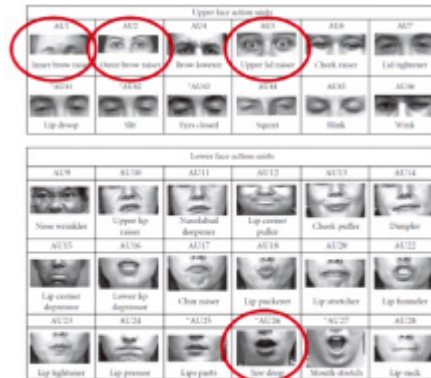 Upper face action units
AU1 AU2 AU4 AU5 AU6 AU7
Inner brow raiser Outer brow raiser Brow lowerer Upper lid raiser Cheek raiser Lid tightener
*AU41 *AU42 *AU43 AU44 AU45 AU46
Lip droop Slit Eyes closed Squint Blink Wink
Lower face action units
AU9 AU10 AU11 AU12 AU13 AU14
Nose wrinkler Upper lip raiser Nasolabial deepener Lip corner puller Cheek puffer Dimpler
AU15 AU16 AU17 AU18 AU20 AU22
Lip corner depressor Lower lip depressor Chin raiser Lip puckerer Lip stretcher Lip funneler
AU23 AU24 *AU25 *AU26 *AU27 AU28
Lip tightener Lip pressor Lips parts Jaw drop Mouth stretch Lip suck